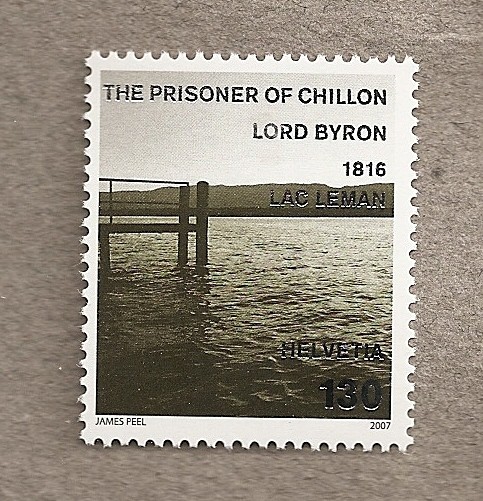 THE PRISONER OF CHILLON
LORD BYRON
1816
LAC LEMAN
HELVETIA
130
JAMES PEEL 2007